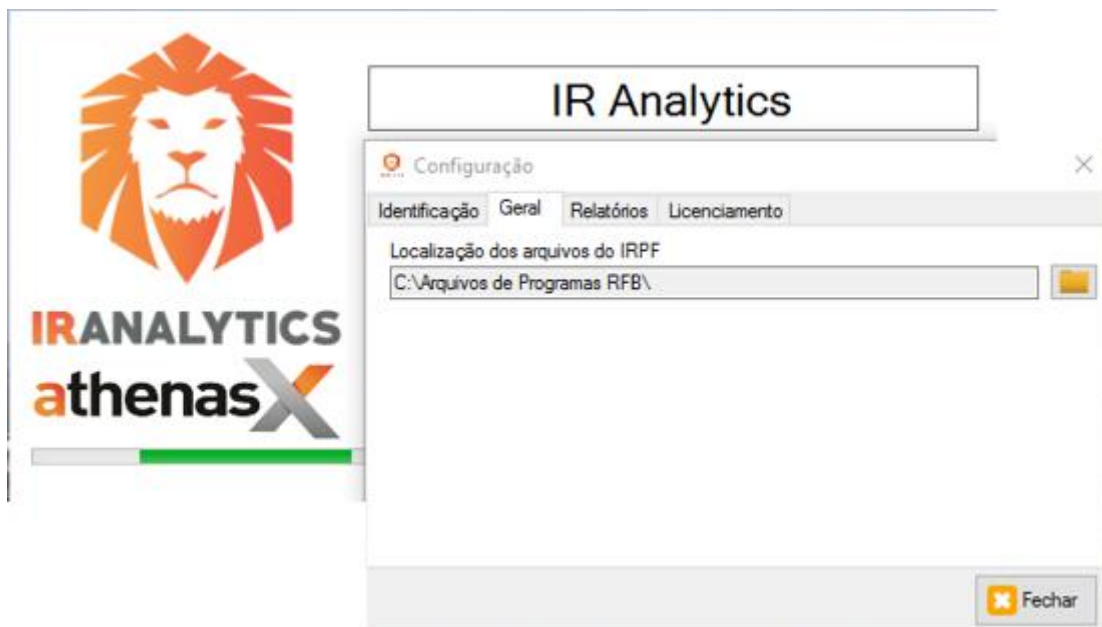 IR Analytics
Configuração
Identificação Geral Relatórios Licenciamento
Localização dos arquivos do IRPF
C:\Arquivos de Programas RFB\
IRANALYTICS
athenasX
Fechar